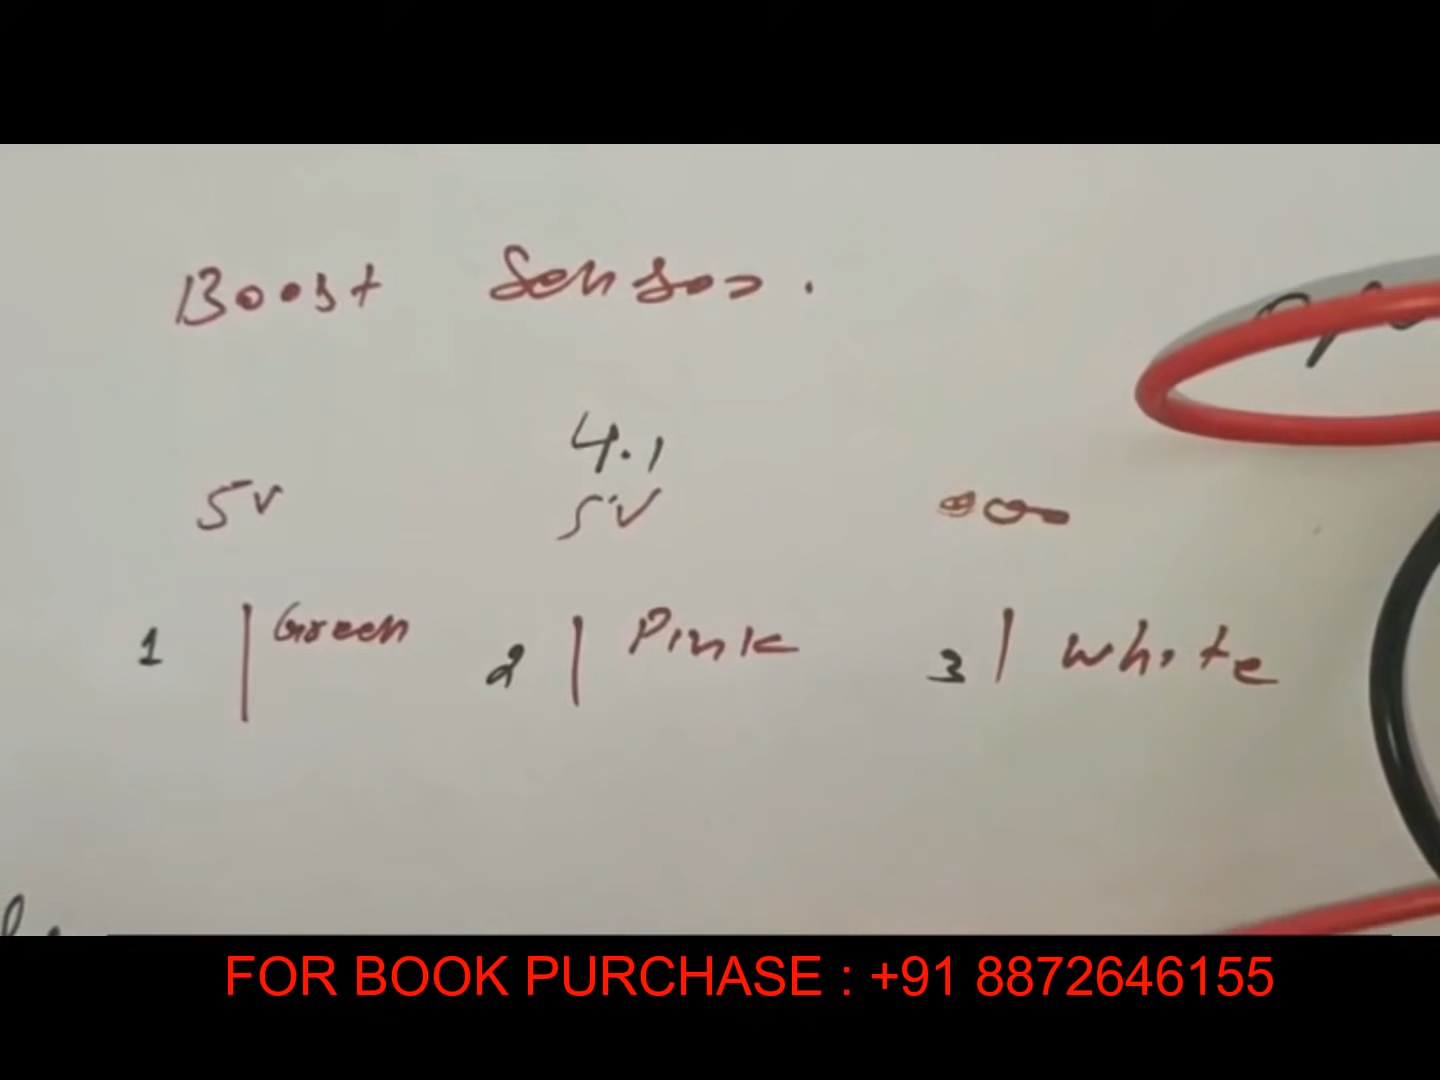 Boost Sensor.
4.1
5v 5v
1 | Green 2 | Pink 3 | White
FOR BOOK PURCHASE : +91 8872646155